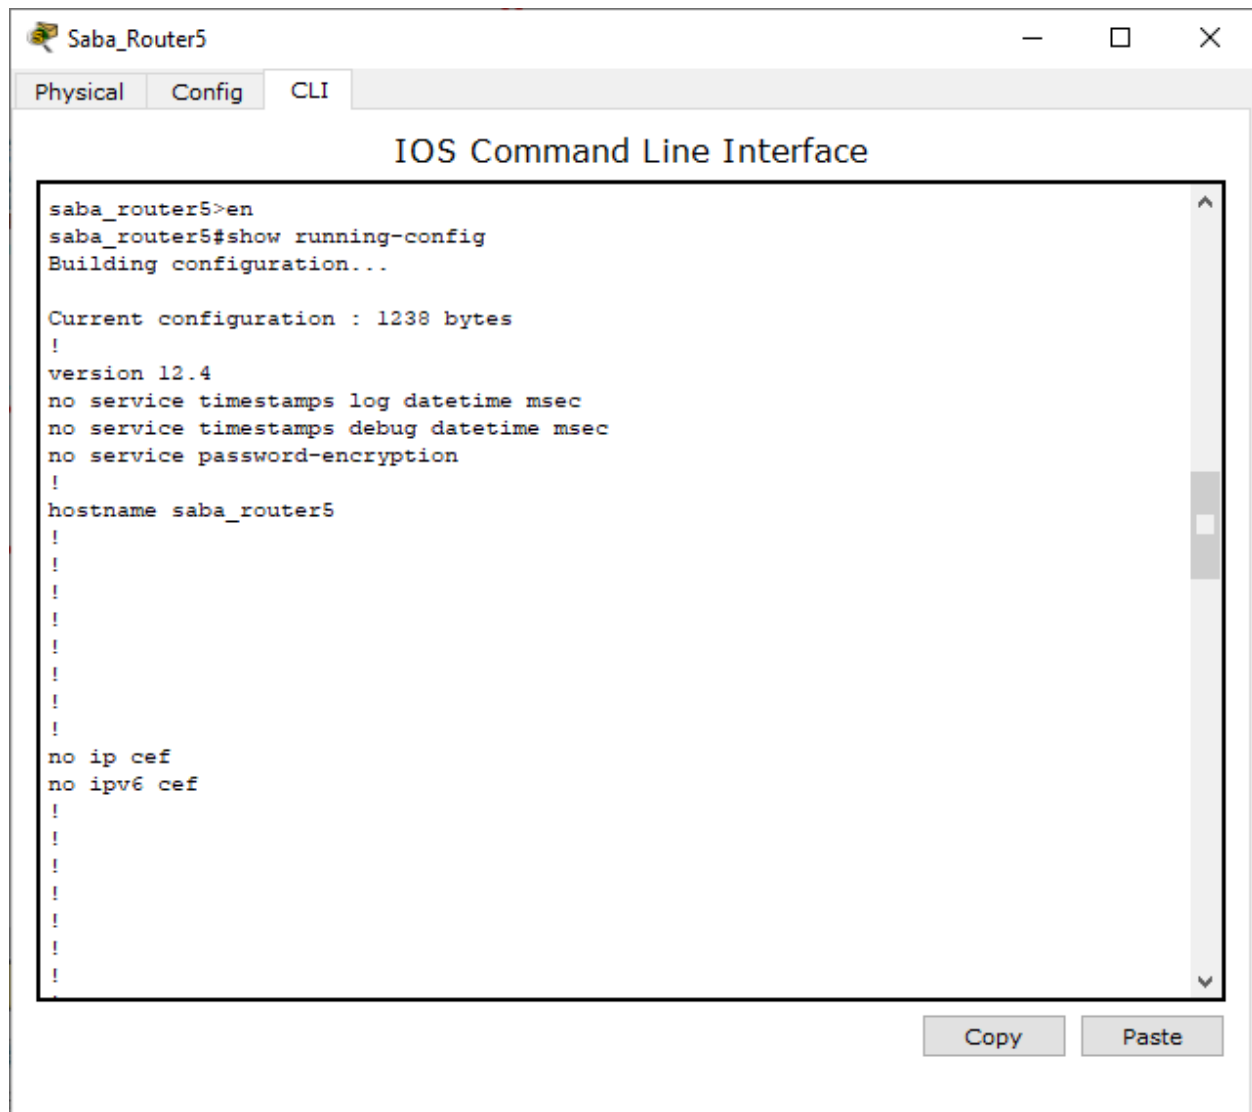 Saba_Router5
Physical Config CLI
IOS Command Line Interface
saba_router5>en
saba_router5#show running-config
Building configuration...
Current configuration : 1238 bytes
!
version 12.4
no service timestamps log datetime msec
no service timestamps debug datetime msec
no service password-encryption
!
hostname saba_router5
!
!
!
!
!
!
!
!
no ip cef
no ipv6 cef
!
!
!
!
!
!
!
Copy Paste